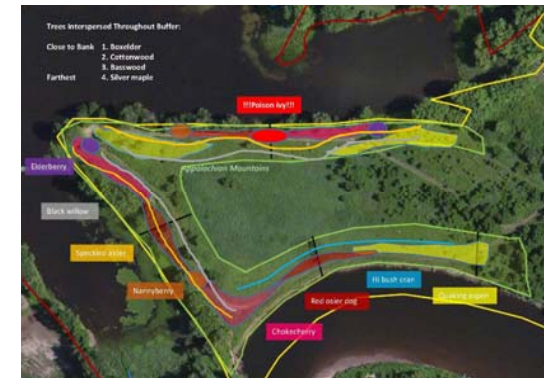 Trees Interspersed Throughout Buffer:
Close to Bank 1. Boxelder
2. Cottonwood
3. Basswood
Farthest 4. Silver maple
!!!Poison ivy!!!
Elderberry
Appalachian Mountains
Black willow
Speckled alder
Nannyberry
Hi bush cran
Red osier dog
Quaking aspen
Chokecherry